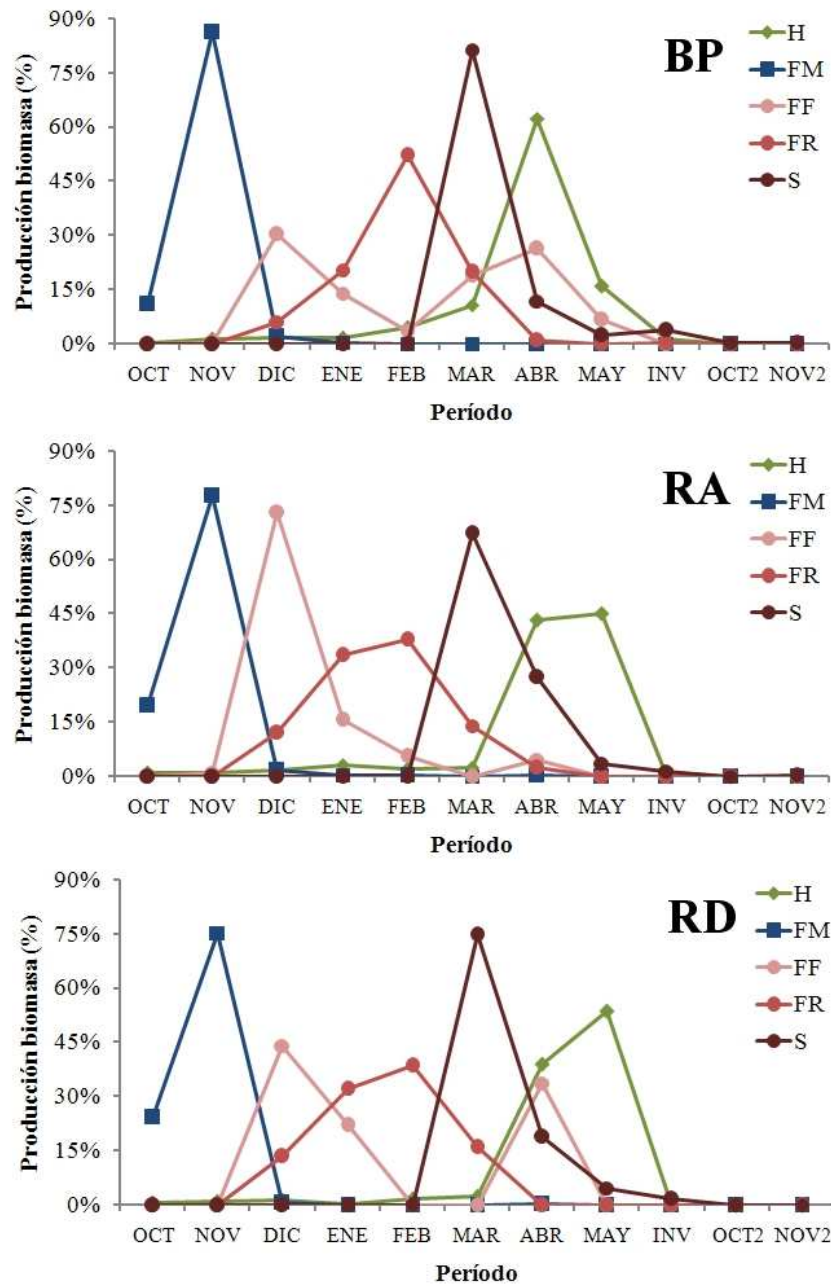 90%
75%
60%
45%
30%
15%
0%
Producción biomasa (%)
BP
H
FM
FF
FR
S
OCT NOV DIC ENE FEB MAR ABR MAY INV OCT2 NOV2
Período
90%
75%
60%
45%
30%
15%
0%
Producción biomasa (%)
RA
H
FM
FF
FR
S
OCT NOV DIC ENE FEB MAR ABR MAY INV OCT2 NOV2
Período
90%
75%
60%
45%
30%
15%
0%
Producción biomasa (%)
RD
H
FM
FF
FR
S
OCT NOV DIC ENE FEB MAR ABR MAY INV OCT2 NOV2
Período